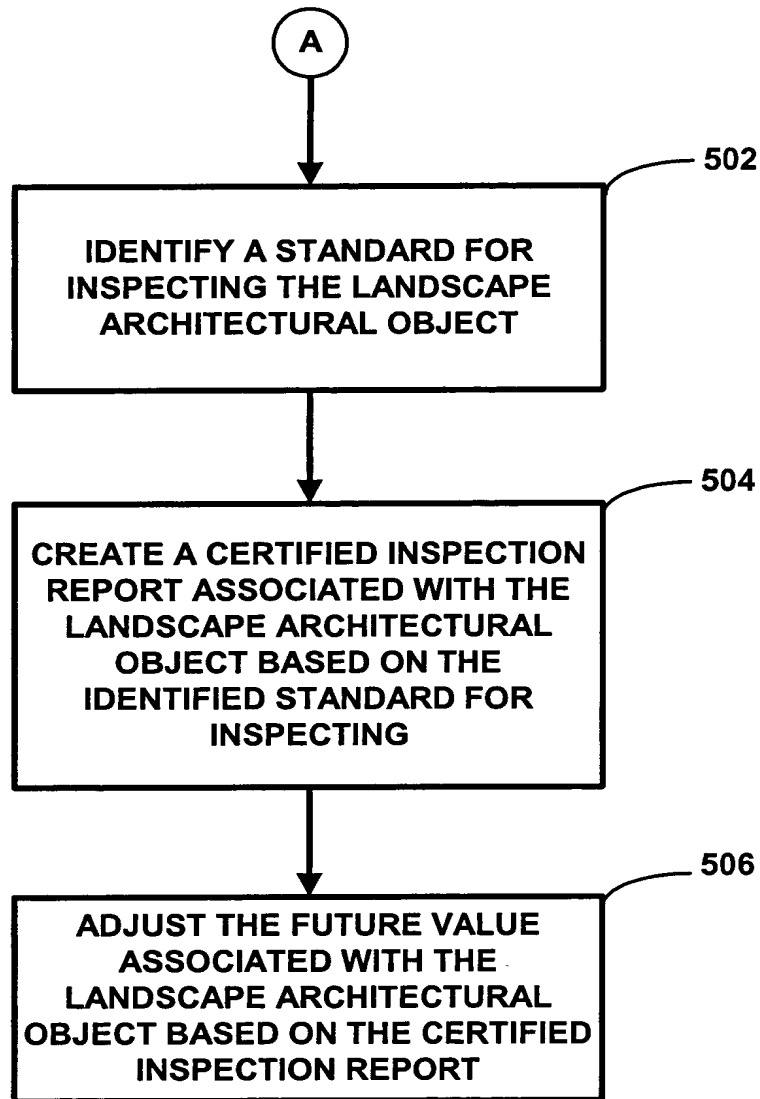 A
502
IDENTIFY A STANDARD FOR
INSPECTING THE LANDSCAPE
ARCHITECTURAL OBJECT
504
CREATE A CERTIFIED INSPECTION
REPORT ASSOCIATED WITH THE
LANDSCAPE ARCHITECTURAL
OBJECT BASED ON THE
IDENTIFIED STANDARD FOR
INSPECTING
506
ADJUST THE FUTURE VALUE
ASSOCIATED WITH THE
LANDSCAPE ARCHITECTURAL
OBJECT BASED ON THE CERTIFIED
INSPECTION REPORT